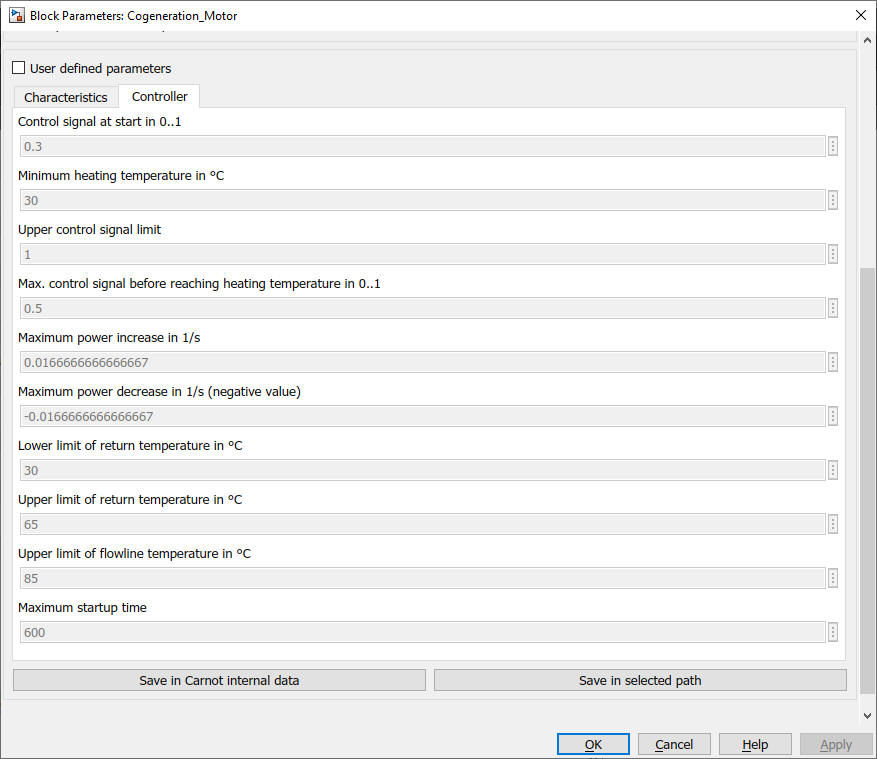 Block Parameters: Cogeneration_Motor
User defined parameters
Characteristics
Controller
Control signal at start in 0..1
0.3
Minimum heating temperature in ºC
30
Upper control signal limit
1
Max. control signal before reaching heating temperature in 0..1
0.5
Maximum power increase in 1/s
0.0166666666666667
Maximum power decrease in 1/s (negative value)
-0.0166666666666667
Lower limit of return temperature in ºC
30
Upper limit of return temperature in ºC
65
Upper limit of flowline temperature in ºC
85
Maximum startup time
600
Save in Carnot internal data
Save in selected path
OK
Cancel
Help
Apply